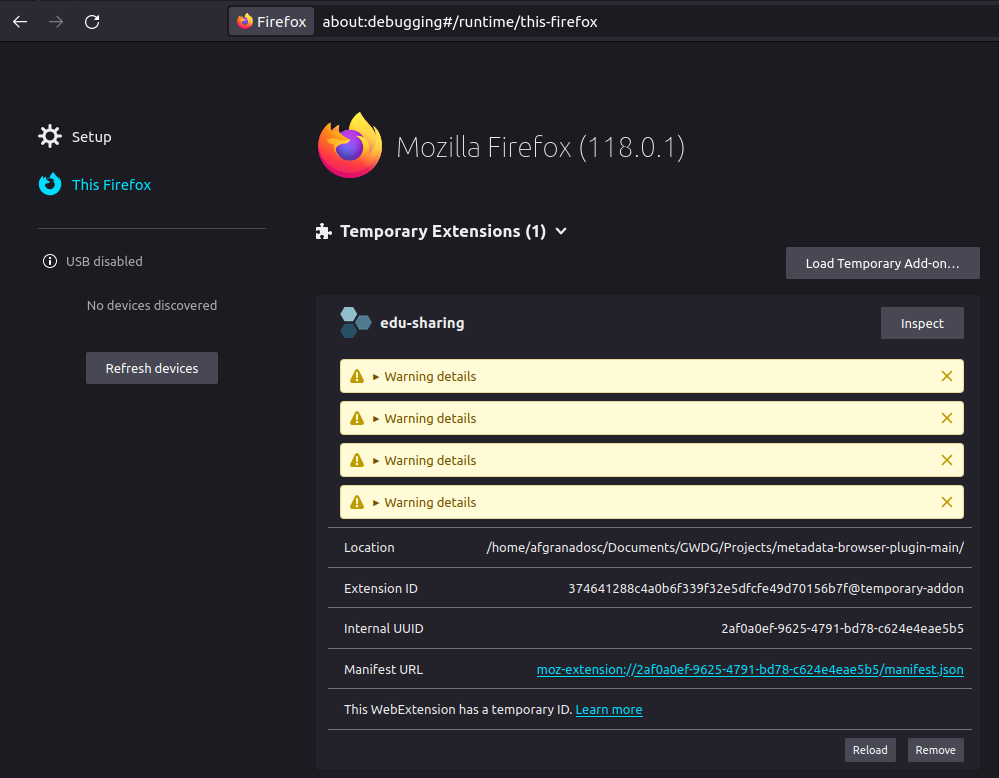 Firefox about:debugging#/runtime/this-firefox
Setup
This Firefox
USB disabled
No devices discovered
Refresh devices
Mozilla Firefox (118.0.1)
Temporary Extensions (1)
Load Temporary Add-on…
edu-sharing
Inspect
Warning details
Warning details
Warning details
Warning details
Location /home/afgranadosc/Documents/GWDG/Projects/metadata-browser-plugin-main/
Extension ID 374641288c4a0b6f339f32e5dfcfe49d70156b7f@temporary-addon
Internal UUID 2af0a0ef-9625-4791-bd78-c624e4eae5b5
Manifest URL moz-extension://2af0a0ef-9625-4791-bd78-c624e4eae5b5/manifest.json
This WebExtension has a temporary ID. Learn more
Reload Remove